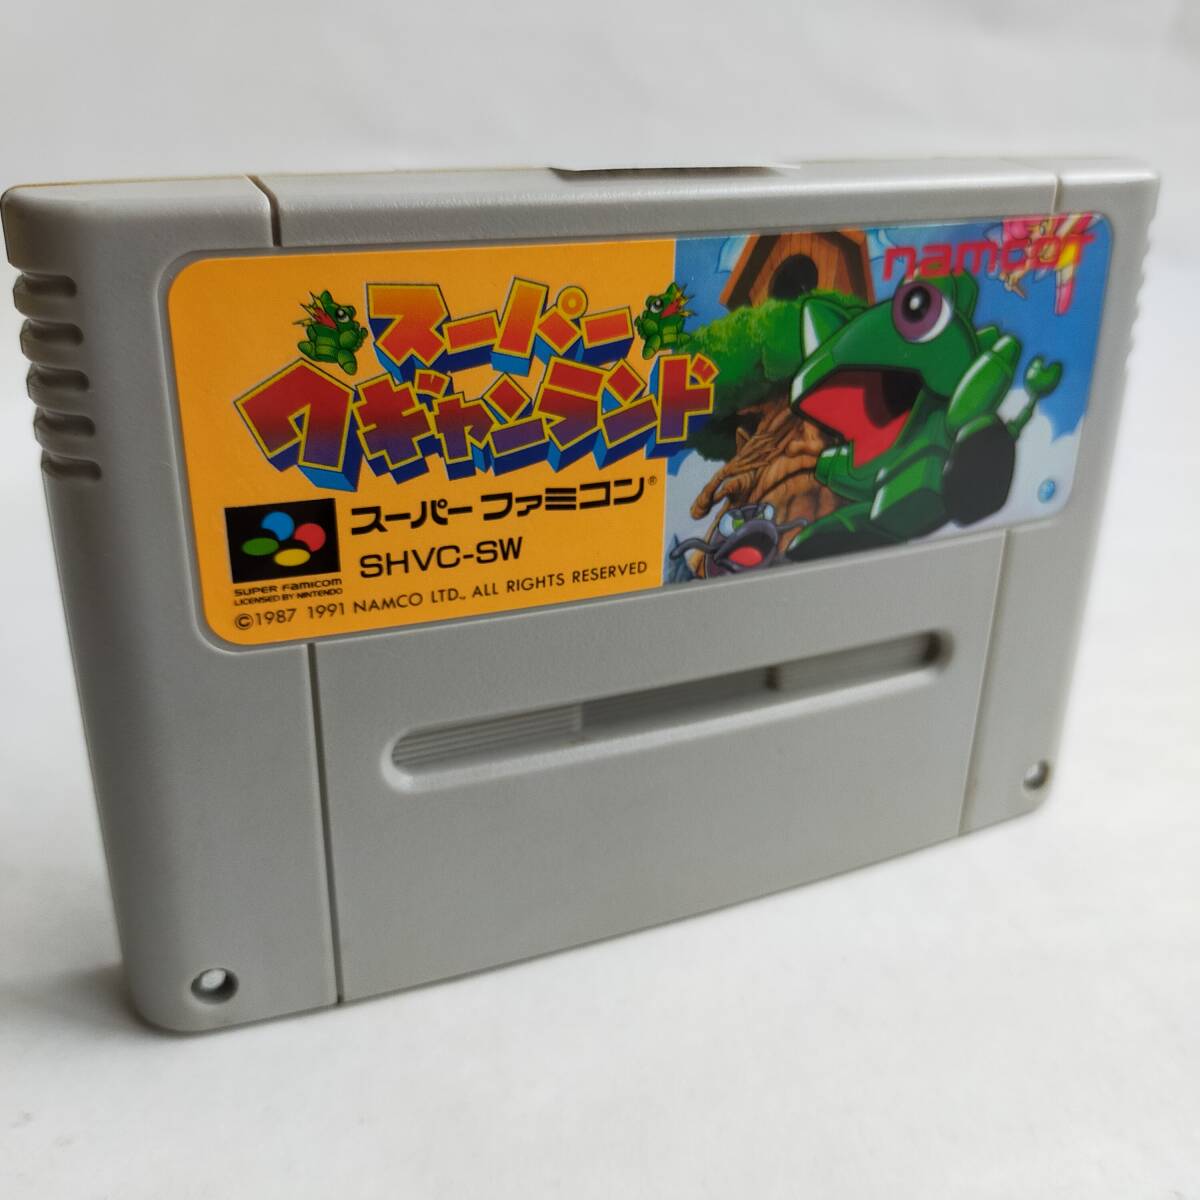 namcot
スーパー
ワギャンランド
スーパー ファミコン®
SHVC-SW
SUPER Famicom
LICENSED BY NINTENDO
©1987 1991 NAMCO LTD., ALL RIGHTS RESERVED